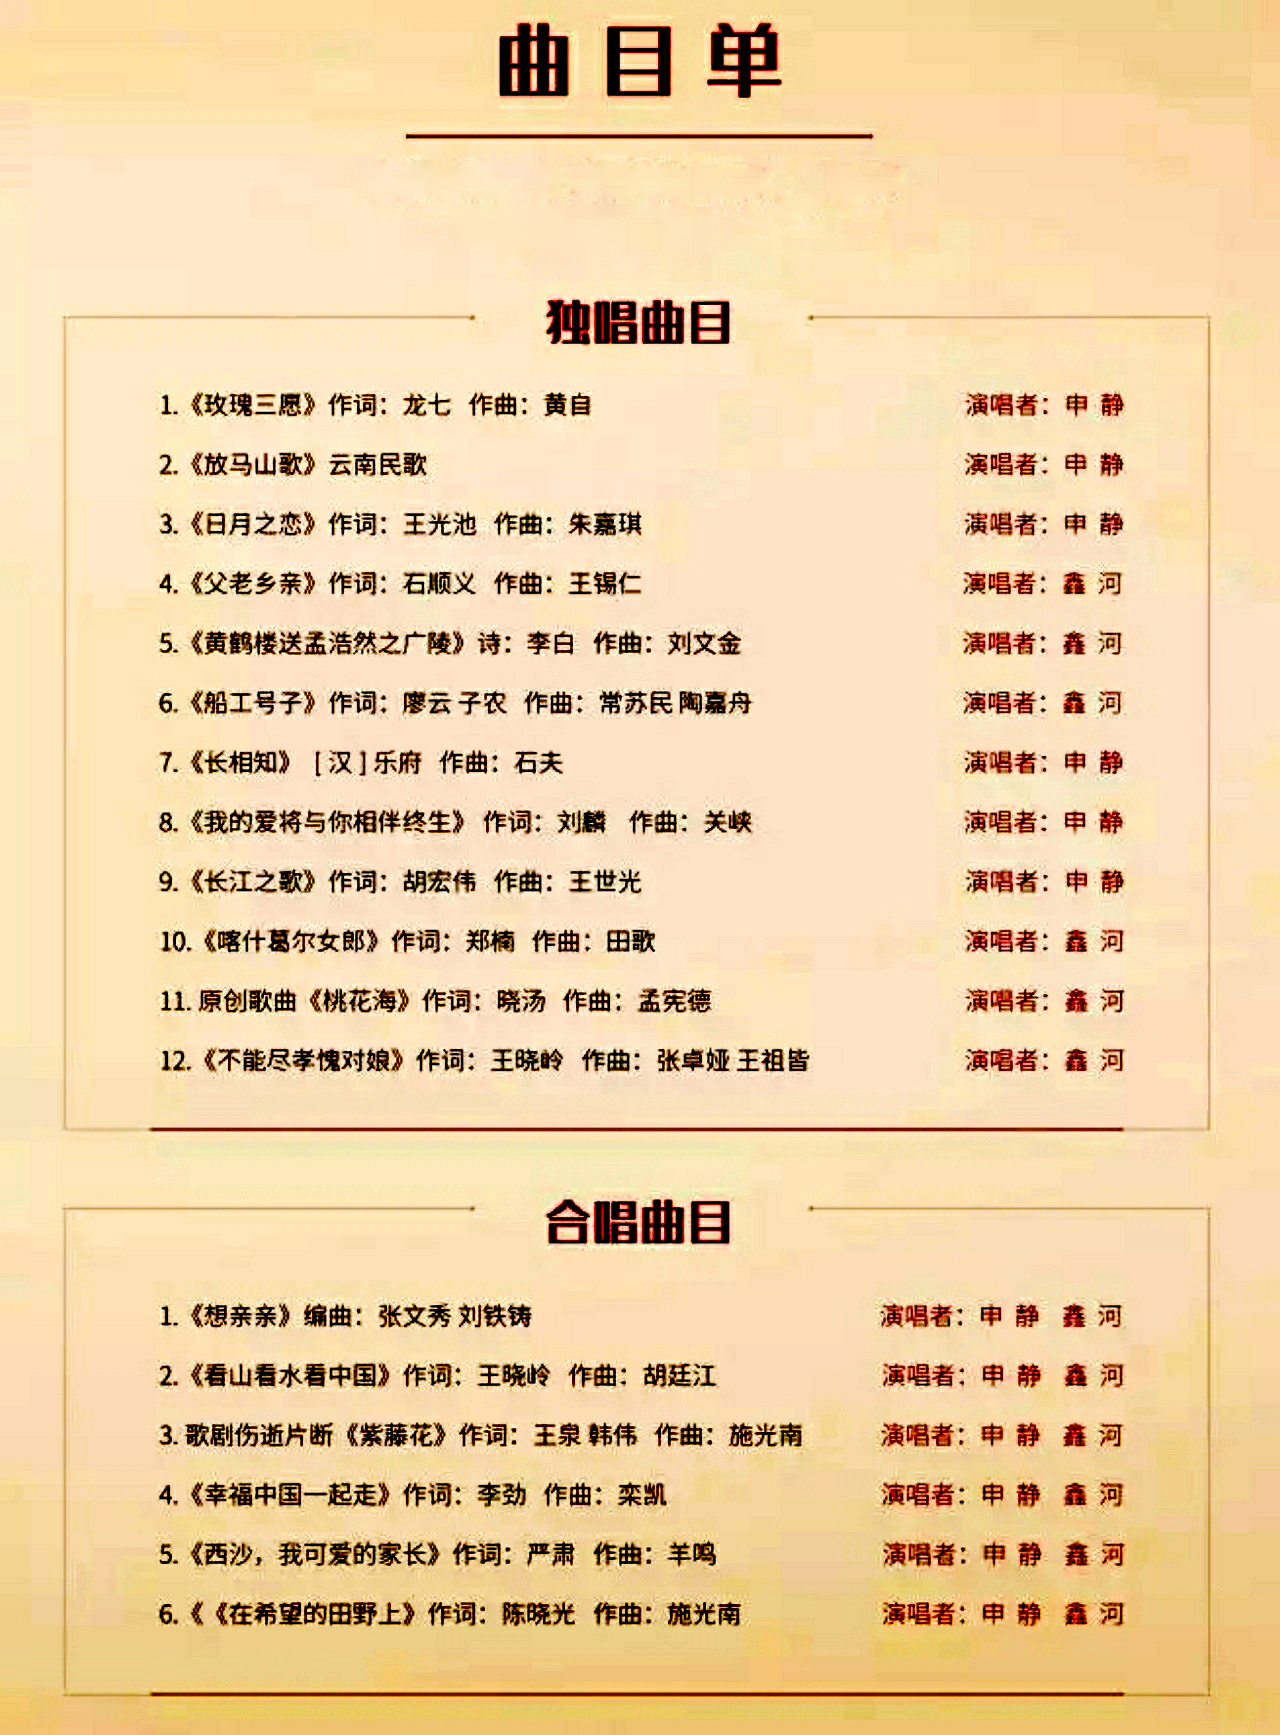 曲目单
独唱曲目
1.《玫瑰三愿》作词：龙七 作曲：黄自 演唱者：申 静
2.《放马山歌》云南民歌 演唱者：申 静
3.《日月之恋》作词：王光池 作曲：朱嘉琪 演唱者：申 静
4.《父老乡亲》作词：石顺义 作曲：王锡仁 演唱者：鑫 河
5.《黄鹤楼送孟浩然之广陵》诗：李白 作曲：刘文金 演唱者：鑫 河
6.《船工号子》作词：廖云 子农 作曲：常苏民 陶嘉舟 演唱者：鑫 河
7.《长相知》 [ 汉 ] 乐府 作曲：石夫 演唱者：申 静
8.《我的爱将与你相伴终生》 作词：刘麟 作曲：关峡 演唱者：申 静
9.《长江之歌》作词：胡宏伟 作曲：王世光 演唱者：申 静
10.《喀什葛尔女郎》作词：郑楠 作曲：田歌 演唱者：鑫 河
11. 原创歌曲《桃花海》作词：晓汤 作曲：孟宪德 演唱者：鑫 河
12.《不能尽孝愧对娘》作词：王晓岭 作曲：张卓娅 王祖皆 演唱者：鑫 河
合唱曲目
1.《想亲亲》编曲：张文秀 刘铁铸 演唱者：申 静 鑫 河
2.《看山看水看中国》作词：王晓岭 作曲：胡廷江 演唱者：申 静 鑫 河
3. 歌剧伤逝片断《紫藤花》作词：王泉 韩伟 作曲：施光南 演唱者：申 静 鑫 河
4.《幸福中国一起走》作词：李劲 作曲：栾凯 演唱者：申 静 鑫 河
5.《西沙，我可爱的家长》作词：严肃 作曲：羊鸣 演唱者：申 静 鑫 河
6.《《在希望的田野上》作词：陈晓光 作曲：施光南 演唱者：申 静 鑫 河